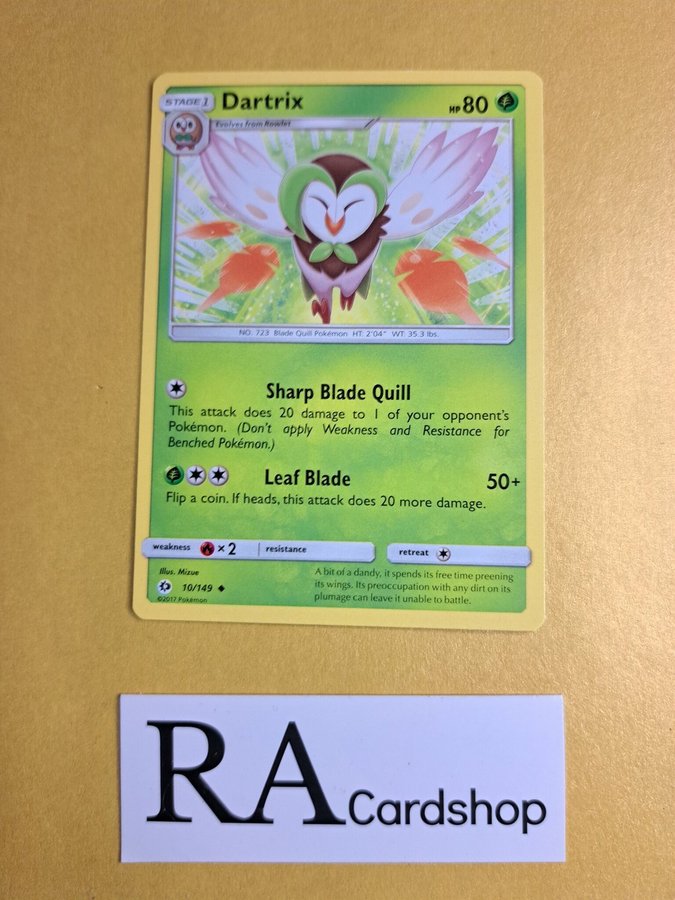 STAGE 1 Dartrix HP 80
Evolves from Rowlet
NO. 723 Blade Quill Pokémon HT: 2'04" WT: 35.3 lbs.
Sharp Blade Quill
This attack does 20 damage to 1 of your opponent's
Pokémon. (Don't apply Weakness and Resistance for
Benched Pokémon.)
Leaf Blade 50+
Flip a coin. If heads, this attack does 20 more damage.
weakness ×2 resistance retreat
Illus. Mizue
10/149
©2017 Pokémon
A bit of a dandy, it spends its free time preening
its wings. Its preoccupation with any dirt on its
plumage can leave it unable to battle.
RA Cardshop